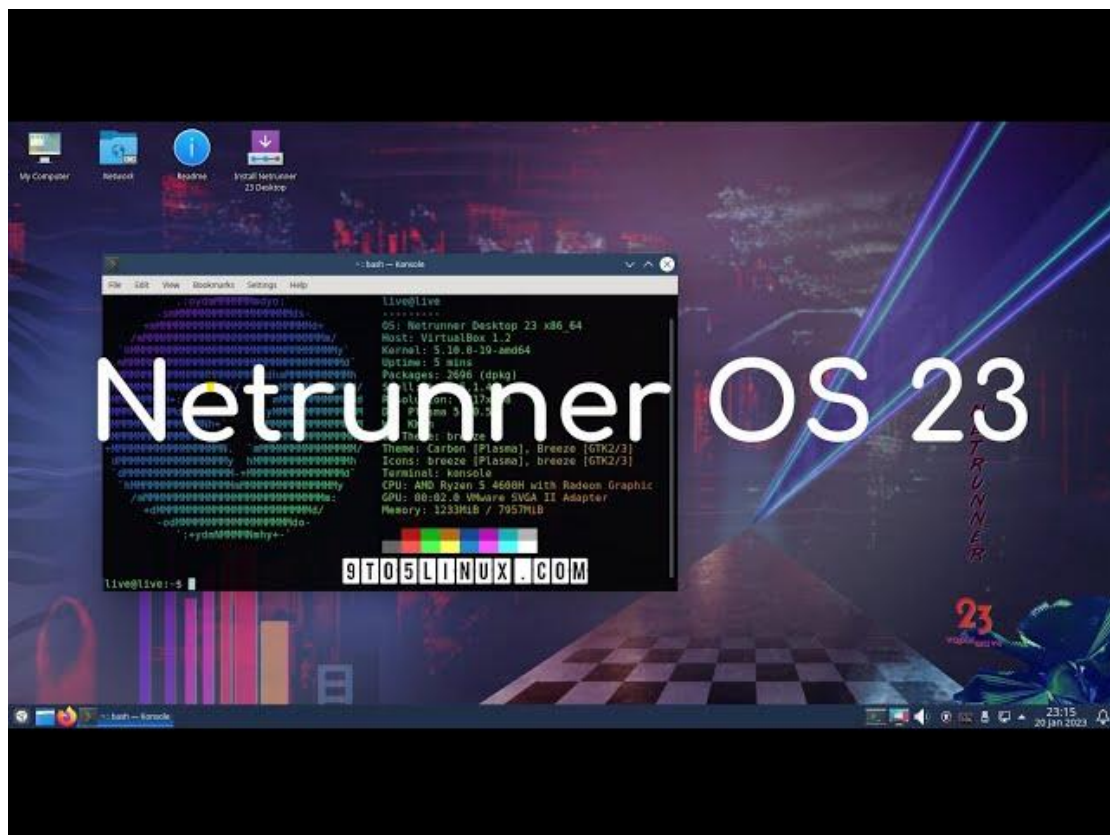 My Computer
Network
Readme
Install Netrunner
23 Desktop
~ : bash — Konsole
File Edit View Bookmarks Settings Help
live@live
---------
OS: Netrunner Desktop 23 x86_64
Host: VirtualBox 1.2
Kernel: 5.10.0-19-amd64
Uptime: 5 mins
Packages: 2696 (dpkg)
Netrunner OS 23
Theme: Carbon [Plasma], Breeze [GTK2/3]
Icons: breeze [Plasma], breeze [GTK2/3]
Terminal: konsole
CPU: AMD Ryzen 5 4600H with Radeon Graphic
GPU: 00:02.0 VMware SVGA II Adapter
Memory: 1233MiB / 7957MiB
9TO5LINUX.COM
live@live:~$
NETRUNNER
23
~ : bash — Konsole
23:15
20 Jan 2023